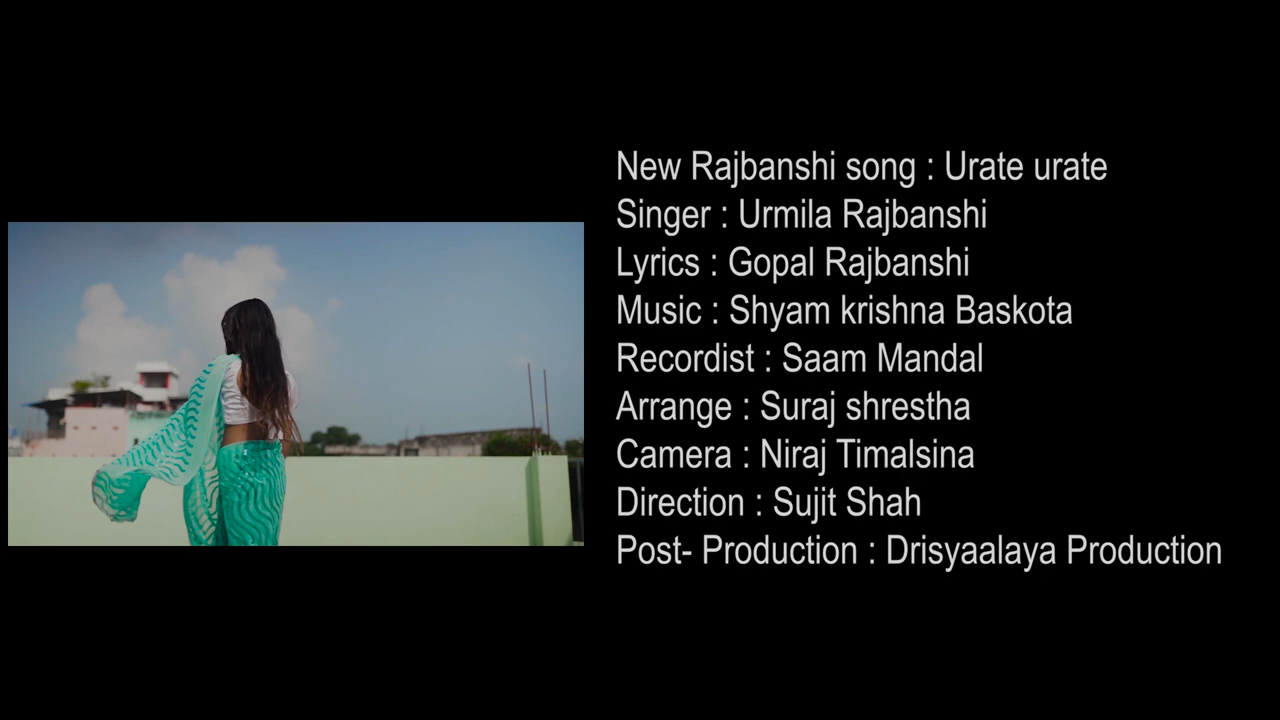 New Rajbanshi song : Urate urate
Singer : Urmila Rajbanshi
Lyrics : Gopal Rajbanshi
Music : Shyam krishna Baskota
Recordist : Saam Mandal
Arrange : Suraj shrestha
Camera : Niraj Timalsina
Direction : Sujit Shah
Post- Production : Drisyaalaya Production